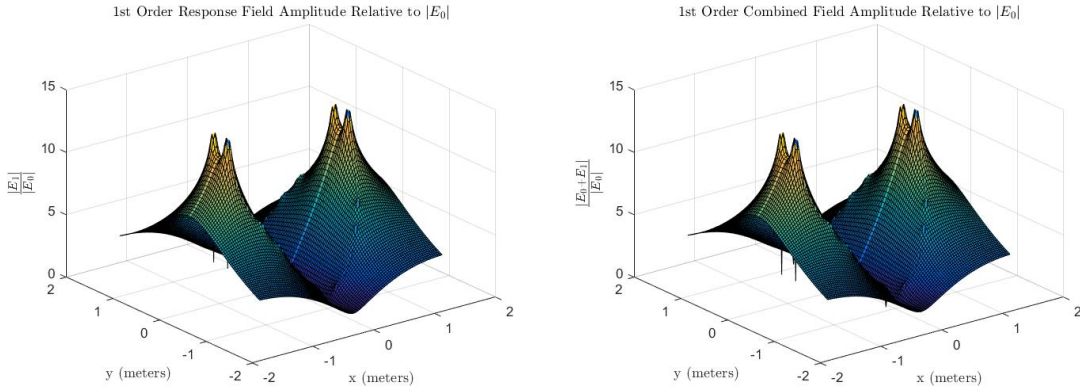 1st Order Response Field Amplitude Relative to |E₀|
15
10
5
0
|E₁|
|E₀|
2
1
0
-1
-2
y (meters)
-2
-1
0
1
2
x (meters)
1st Order Combined Field Amplitude Relative to |E₀|
15
10
5
0
|E₀+E₁|
|E₀|
2
1
0
-1
-2
y (meters)
-2
-1
0
1
2
x (meters)